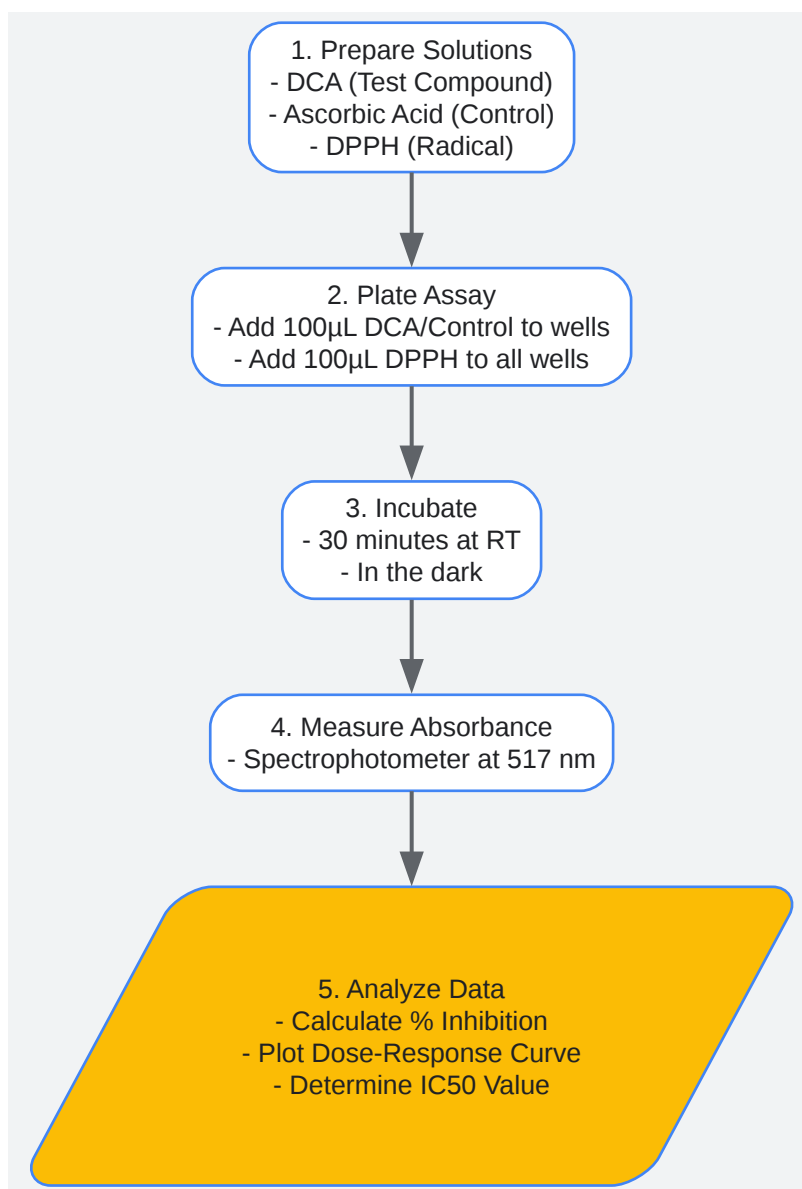 1. Prepare Solutions
- DCA (Test Compound)
- Ascorbic Acid (Control)
- DPPH (Radical)
2. Plate Assay
- Add 100µL DCA/Control to wells
- Add 100µL DPPH to all wells
3. Incubate
- 30 minutes at RT
- In the dark
4. Measure Absorbance
- Spectrophotometer at 517 nm
5. Analyze Data
- Calculate % Inhibition
- Plot Dose-Response Curve
- Determine IC50 Value